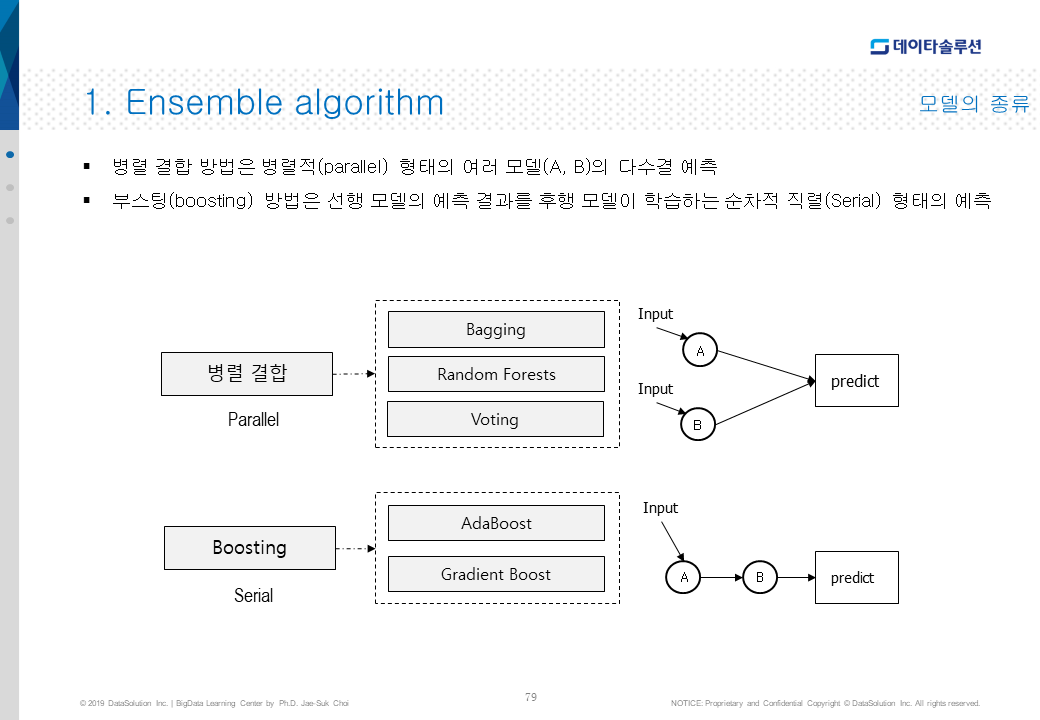 데이타솔루션
1. Ensemble algorithm
모델의 종류
병렬 결합 방법은 병렬적(parallel) 형태의 여러 모델(A, B)의 다수결 예측
부스팅(boosting) 방법은 선행 모델의 예측 결과를 후행 모델이 학습하는 순차적 직렬(Serial) 형태의 예측
병렬 결합
Parallel
Bagging
Random Forests
Voting
Input
A
Input
B
predict
Boosting
Serial
AdaBoost
Gradient Boost
Input
A
B
predict
© 2019 DataSolution Inc. | BigData Learning Center by Ph.D. Jae-Suk Choi
79
NOTICE: Proprietary and Confidential Copyright © DataSolution Inc. All rights reserved.